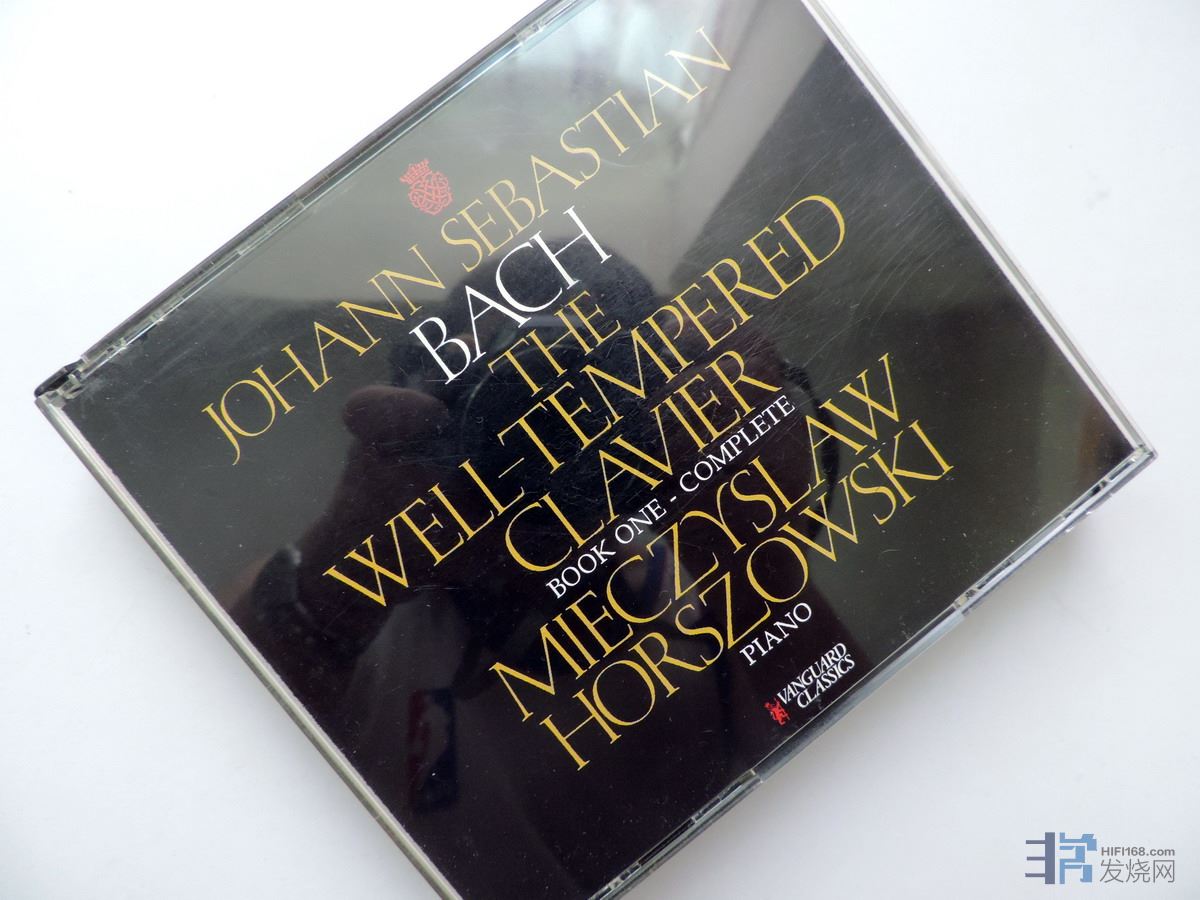 JOHANN SEBASTIAN
BACH
THE
WELL-TEMPERED
CLAVIER
BOOK ONE - COMPLETE
MIECZYSLAW
HORSZOWSKI
PIANO
VANGUARD
CLASSICS
HIFI168.com
发烧网